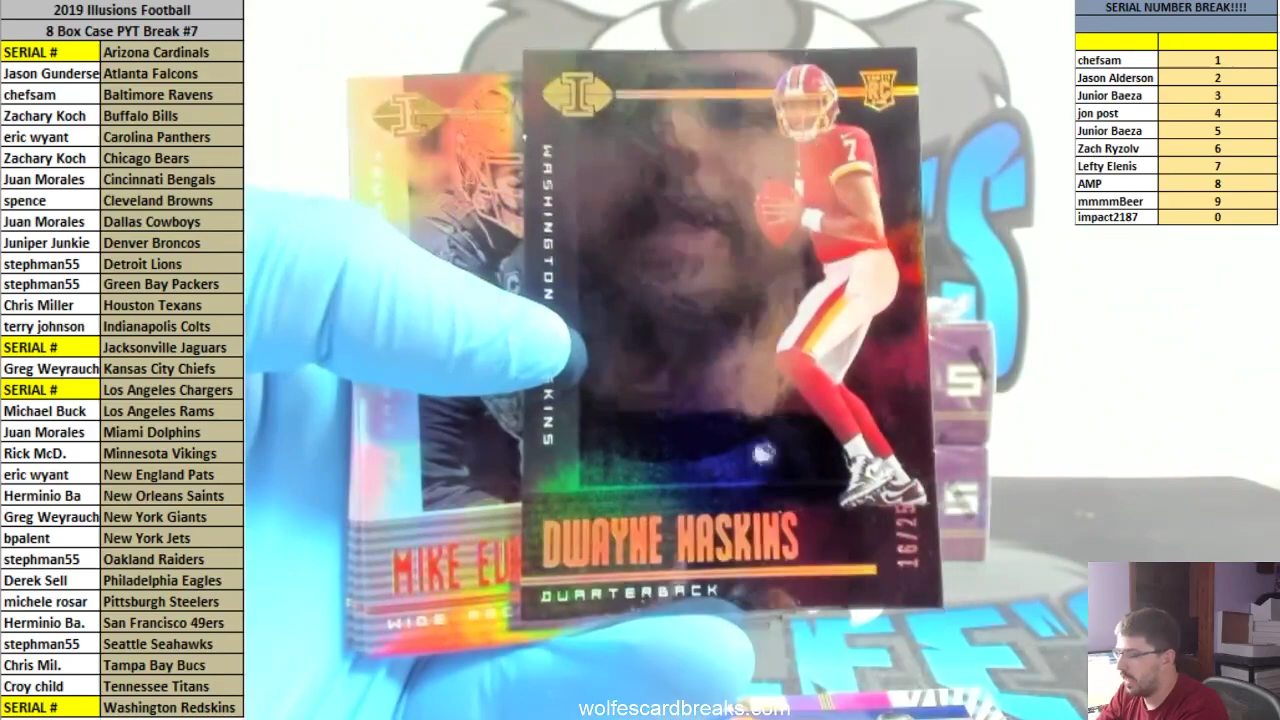 2019 Illusions Football
8 Box Case PYT Break #7
SERIAL # Arizona Cardinals
Jason Gunderse Atlanta Falcons
chefsam Baltimore Ravens
Zachary Koch Buffalo Bills
eric wyant Carolina Panthers
Zachary Koch Chicago Bears
Juan Morales Cincinnati Bengals
spence Cleveland Browns
Juan Morales Dallas Cowboys
Juniper Junkie Denver Broncos
stephman55 Detroit Lions
stephman55 Green Bay Packers
Chris Miller Houston Texans
terry johnson Indianapolis Colts
SERIAL # Jacksonville Jaguars
Greg Weyrauch Kansas City Chiefs
SERIAL # Los Angeles Chargers
Michael Buck Los Angeles Rams
Juan Morales Miami Dolphins
Rick McD. Minnesota Vikings
eric wyant New England Pats
Herminio Ba New Orleans Saints
Greg Weyrauch New York Giants
bpalent New York Jets
stephman55 Oakland Raiders
Derek Sell Philadelphia Eagles
michele rosar Pittsburgh Steelers
Herminio Ba. San Francisco 49ers
stephman55 Seattle Seahawks
Chris Mil. Tampa Bay Bucs
Croy child Tennessee Titans
SERIAL # Washington Redskins
I
I
RC
7
WASHINGTON
SKINS
DWAYNE HASKINS
QUARTERBACK
16/25
MIKE
WIDE
S
S
wolfescardbreaks.com
SERIAL NUMBER BREAK!!!!
chefsam 1
Jason Alderson 2
Junior Baeza 3
jon post 4
Junior Baeza 5
Zach Ryzolv 6
Lefty Elenis 7
AMP 8
mmmmBeer 9
impact2187 0